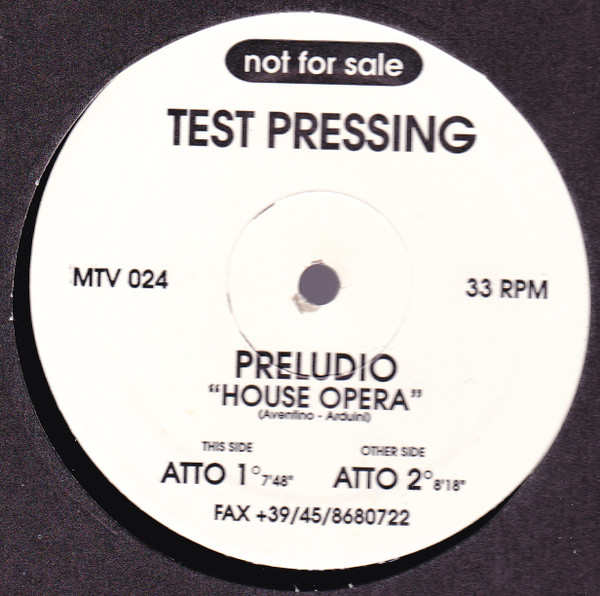 not for sale
TEST PRESSING
MTV 024
33 RPM
PRELUDIO
“HOUSE OPERA”
(Aventino - Arduini)
THIS SIDE OTHER SIDE
ATTO 1° 7'48" ATTO 2° 8'18"
FAX +39/45/8680722